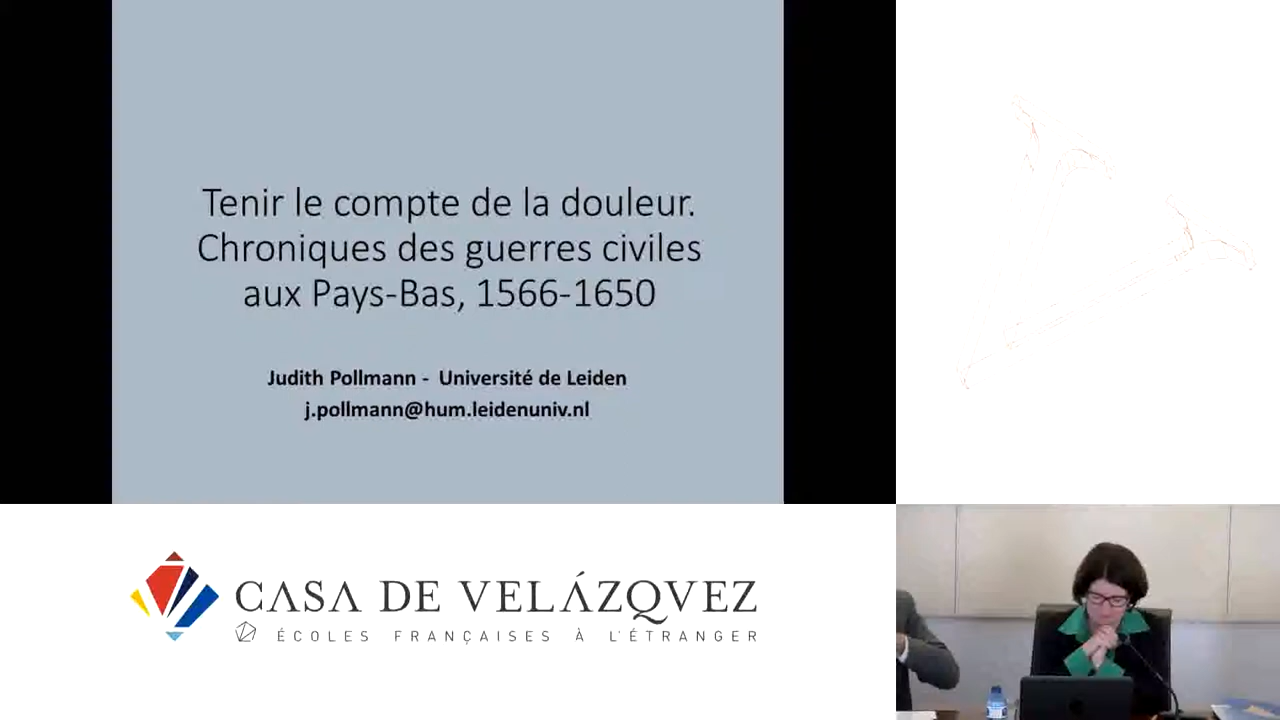 Tenir le compte de la douleur.
Chroniques des guerres civiles
aux Pays-Bas, 1566-1650
Judith Pollmann - Université de Leiden
j.pollmann@hum.leidenuniv.nl
CASA DE VELÁZQVEZ
ÉCOLES FRANÇAISES À L'ÉTRANGER